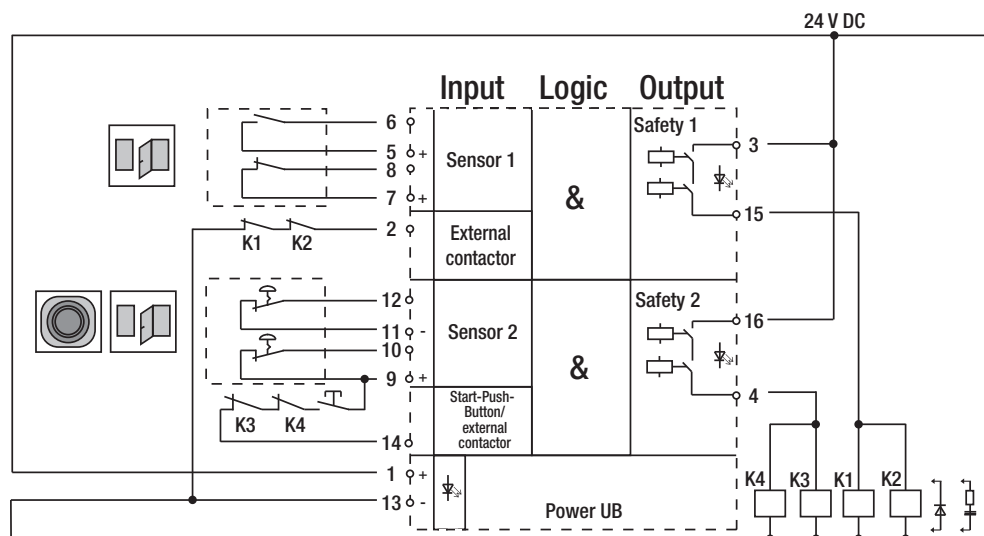 24 V DC
Input Logic Output
6
5 +
8
7 +
Sensor 1
&
Safety 1
3
15
K1 K2
2
External
contactor
12
11 -
10
9 +
Sensor 2
&
Safety 2
16
4
K3 K4
14
Start-Push-
Button/
external
contactor
1 +
13 -
Power UB
K4 K3 K1 K2